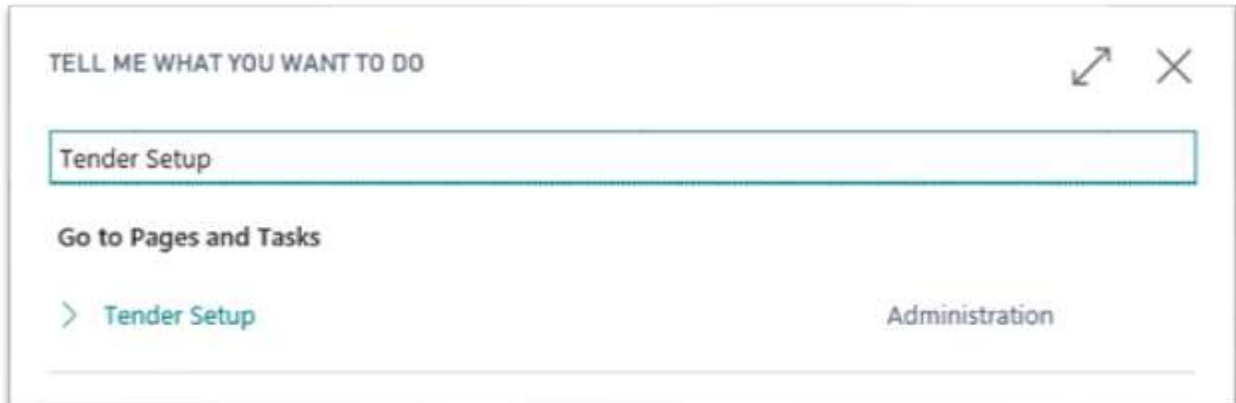 TELL ME WHAT YOU WANT TO DO
Tender Setup
Go to Pages and Tasks
Tender Setup Administration